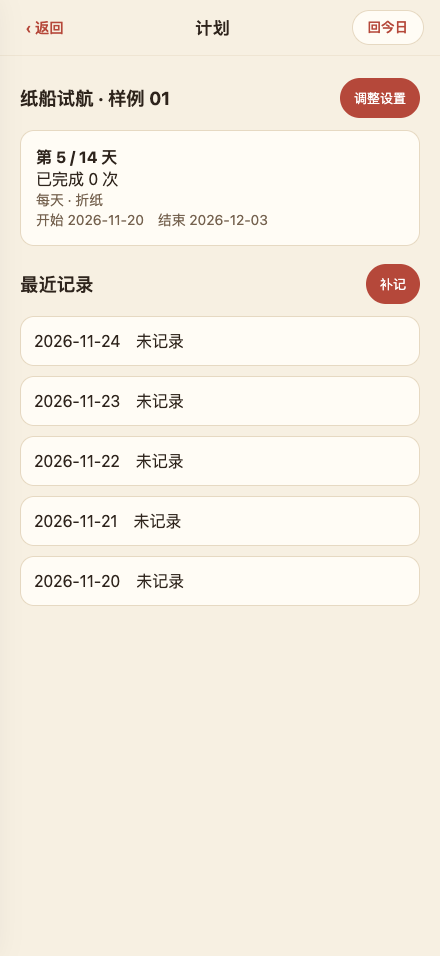 ‹ 返回 计划 回今日
纸船试航 · 样例 01 调整设置
第 5 / 14 天
已完成 0 次
每天 · 折纸
开始 2026-11-20 结束 2026-12-03
最近记录 补记
2026-11-24 未记录
2026-11-23 未记录
2026-11-22 未记录
2026-11-21 未记录
2026-11-20 未记录